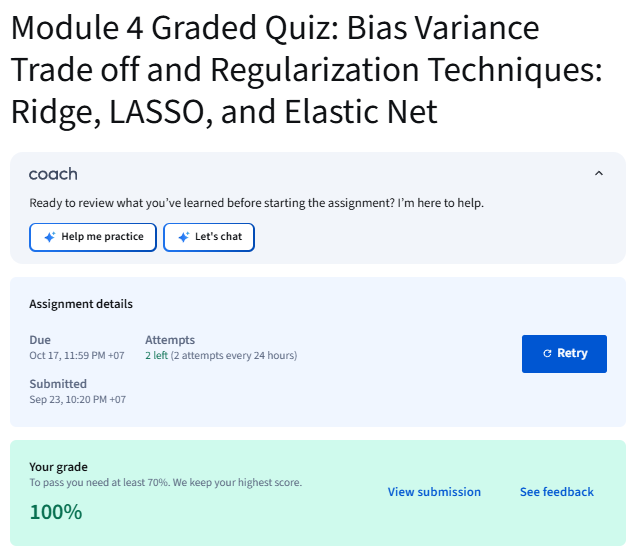 Module 4 Graded Quiz: Bias Variance
Trade off and Regularization Techniques:
Ridge, LASSO, and Elastic Net
coach
Ready to review what you've learned before starting the assignment? I'm here to help.
Help me practice
Let's chat
Assignment details
Due
Oct 17, 11:59 PM +07
Attempts
2 left (2 attempts every 24 hours)
Retry
Submitted
Sep 23, 10:20 PM +07
Your grade
To pass you need at least 70%. We keep your highest score.
100%
View submission
See feedback